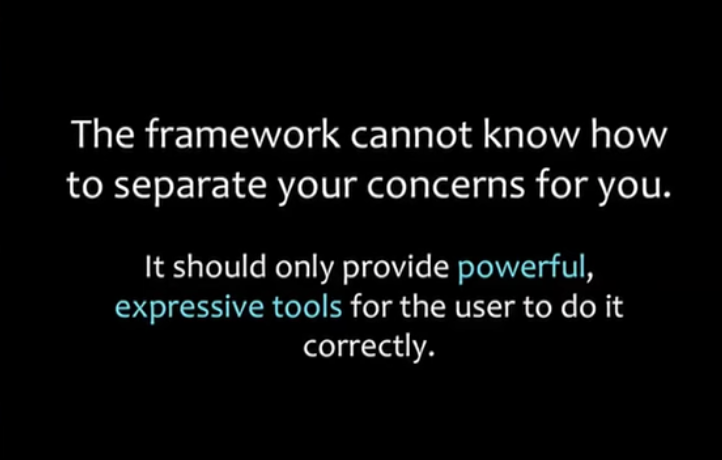 The framework cannot know how
to separate your concerns for you.
It should only provide powerful,
expressive tools for the user to do it
correctly.